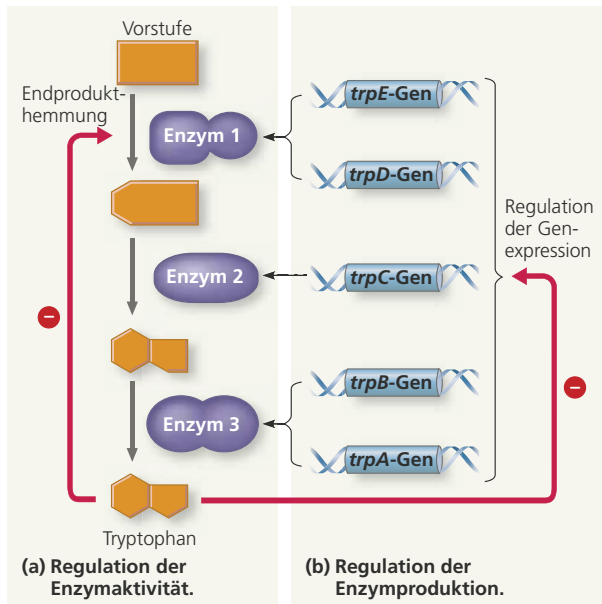 Vorstufe
Endprodukt-
hemmung
Enzym 1
Enzym 2
–
Enzym 3
Tryptophan
(a) Regulation der
Enzymaktivität.
trpE-Gen
trpD-Gen
Regulation
der Gen-
expression
trpC-Gen
–
trpB-Gen
trpA-Gen
(b) Regulation der
Enzymproduktion.